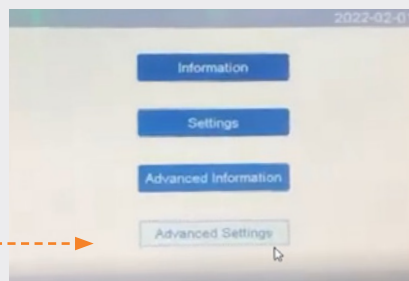 2022-02-0
Information
Settings
Advanced Information
Advanced Settings